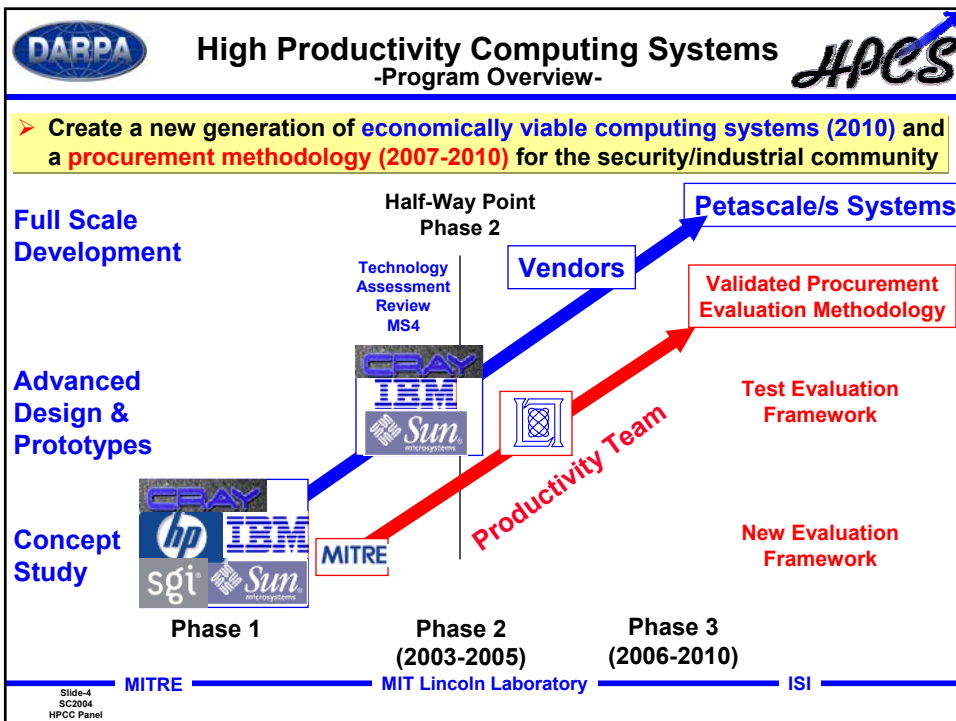 DARPA
High Productivity Computing Systems
-Program Overview-
HPCS
➢ Create a new generation of economically viable computing systems (2010) and
a procurement methodology (2007-2010) for the security/industrial community
Full Scale
Development
Half-Way Point
Phase 2
Petascale/s Systems
Technology
Assessment
Review
MS4
Vendors
Validated Procurement
Evaluation Methodology
Advanced
Design &
Prototypes
CRAY
IBM
Sun
microsystems
Test Evaluation
Framework
Productivity Team
Concept
Study
CRAY
hp
IBM
sgi
Sun
microsystems
MITRE
New Evaluation
Framework
Phase 1
Phase 2
(2003-2005)
Phase 3
(2006-2010)
Slide-4
SC2004
HPCC Panel
MITRE
MIT Lincoln Laboratory
ISI